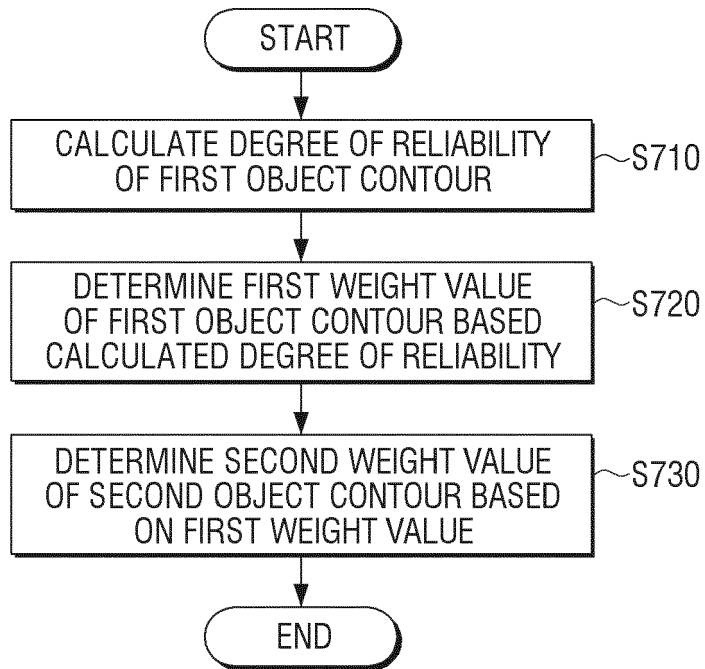 START
CALCULATE DEGREE OF RELIABILITY
OF FIRST OBJECT CONTOUR
S710
DETERMINE FIRST WEIGHT VALUE
OF FIRST OBJECT CONTOUR BASED
CALCULATED DEGREE OF RELIABILITY
S720
DETERMINE SECOND WEIGHT VALUE
OF SECOND OBJECT CONTOUR BASED
ON FIRST WEIGHT VALUE
S730
END